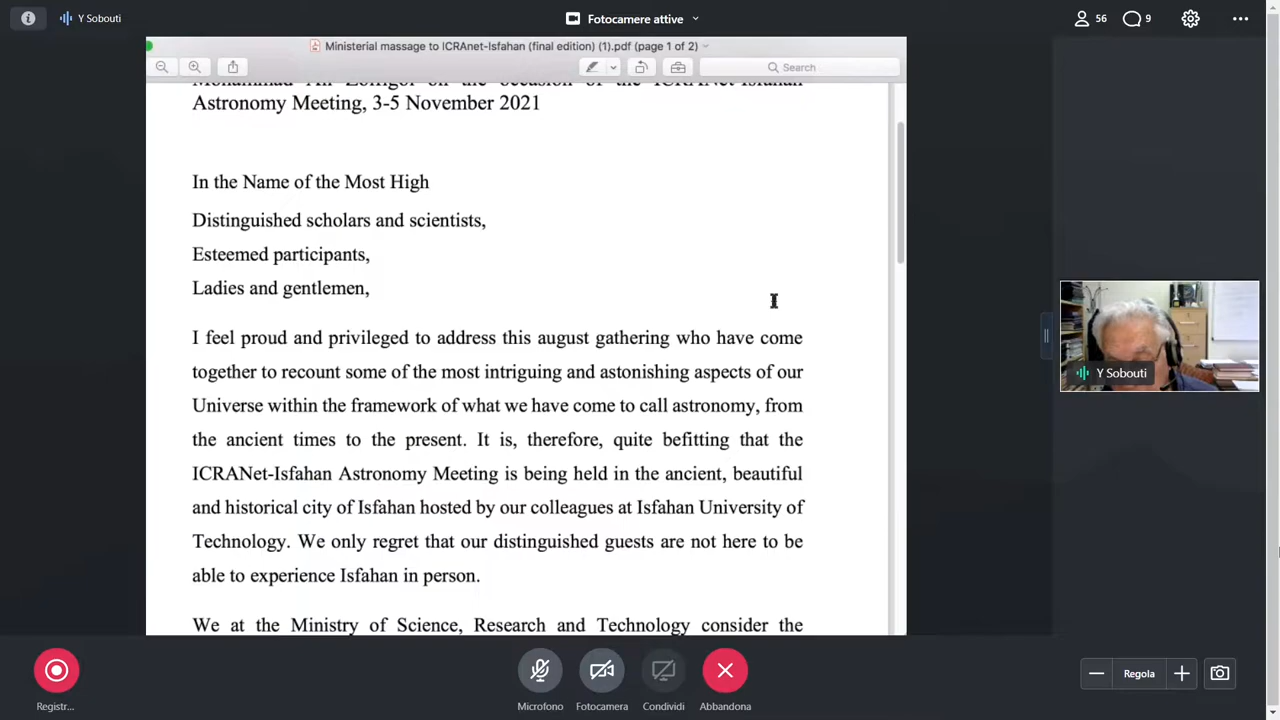 Y Sobouti
Fotocamere attive
56
9
Ministerial massage to ICRAnet-Isfahan (final edition) (1).pdf (page 1 of 2)
Search
Astronomy Meeting, 3-5 November 2021
In the Name of the Most High
Distinguished scholars and scientists,
Esteemed participants,
Ladies and gentlemen,
I feel proud and privileged to address this august gathering who have come
together to recount some of the most intriguing and astonishing aspects of our
Universe within the framework of what we have come to call astronomy, from
the ancient times to the present. It is, therefore, quite befitting that the
ICRANet-Isfahan Astronomy Meeting is being held in the ancient, beautiful
and historical city of Isfahan hosted by our colleagues at Isfahan University of
Technology. We only regret that our distinguished guests are not here to be
able to experience Isfahan in person.
We at the Ministry of Science, Research and Technology consider the
Y Sobouti
Registr...
Microfono
Fotocamera
Condividi
Abbandona
Regola